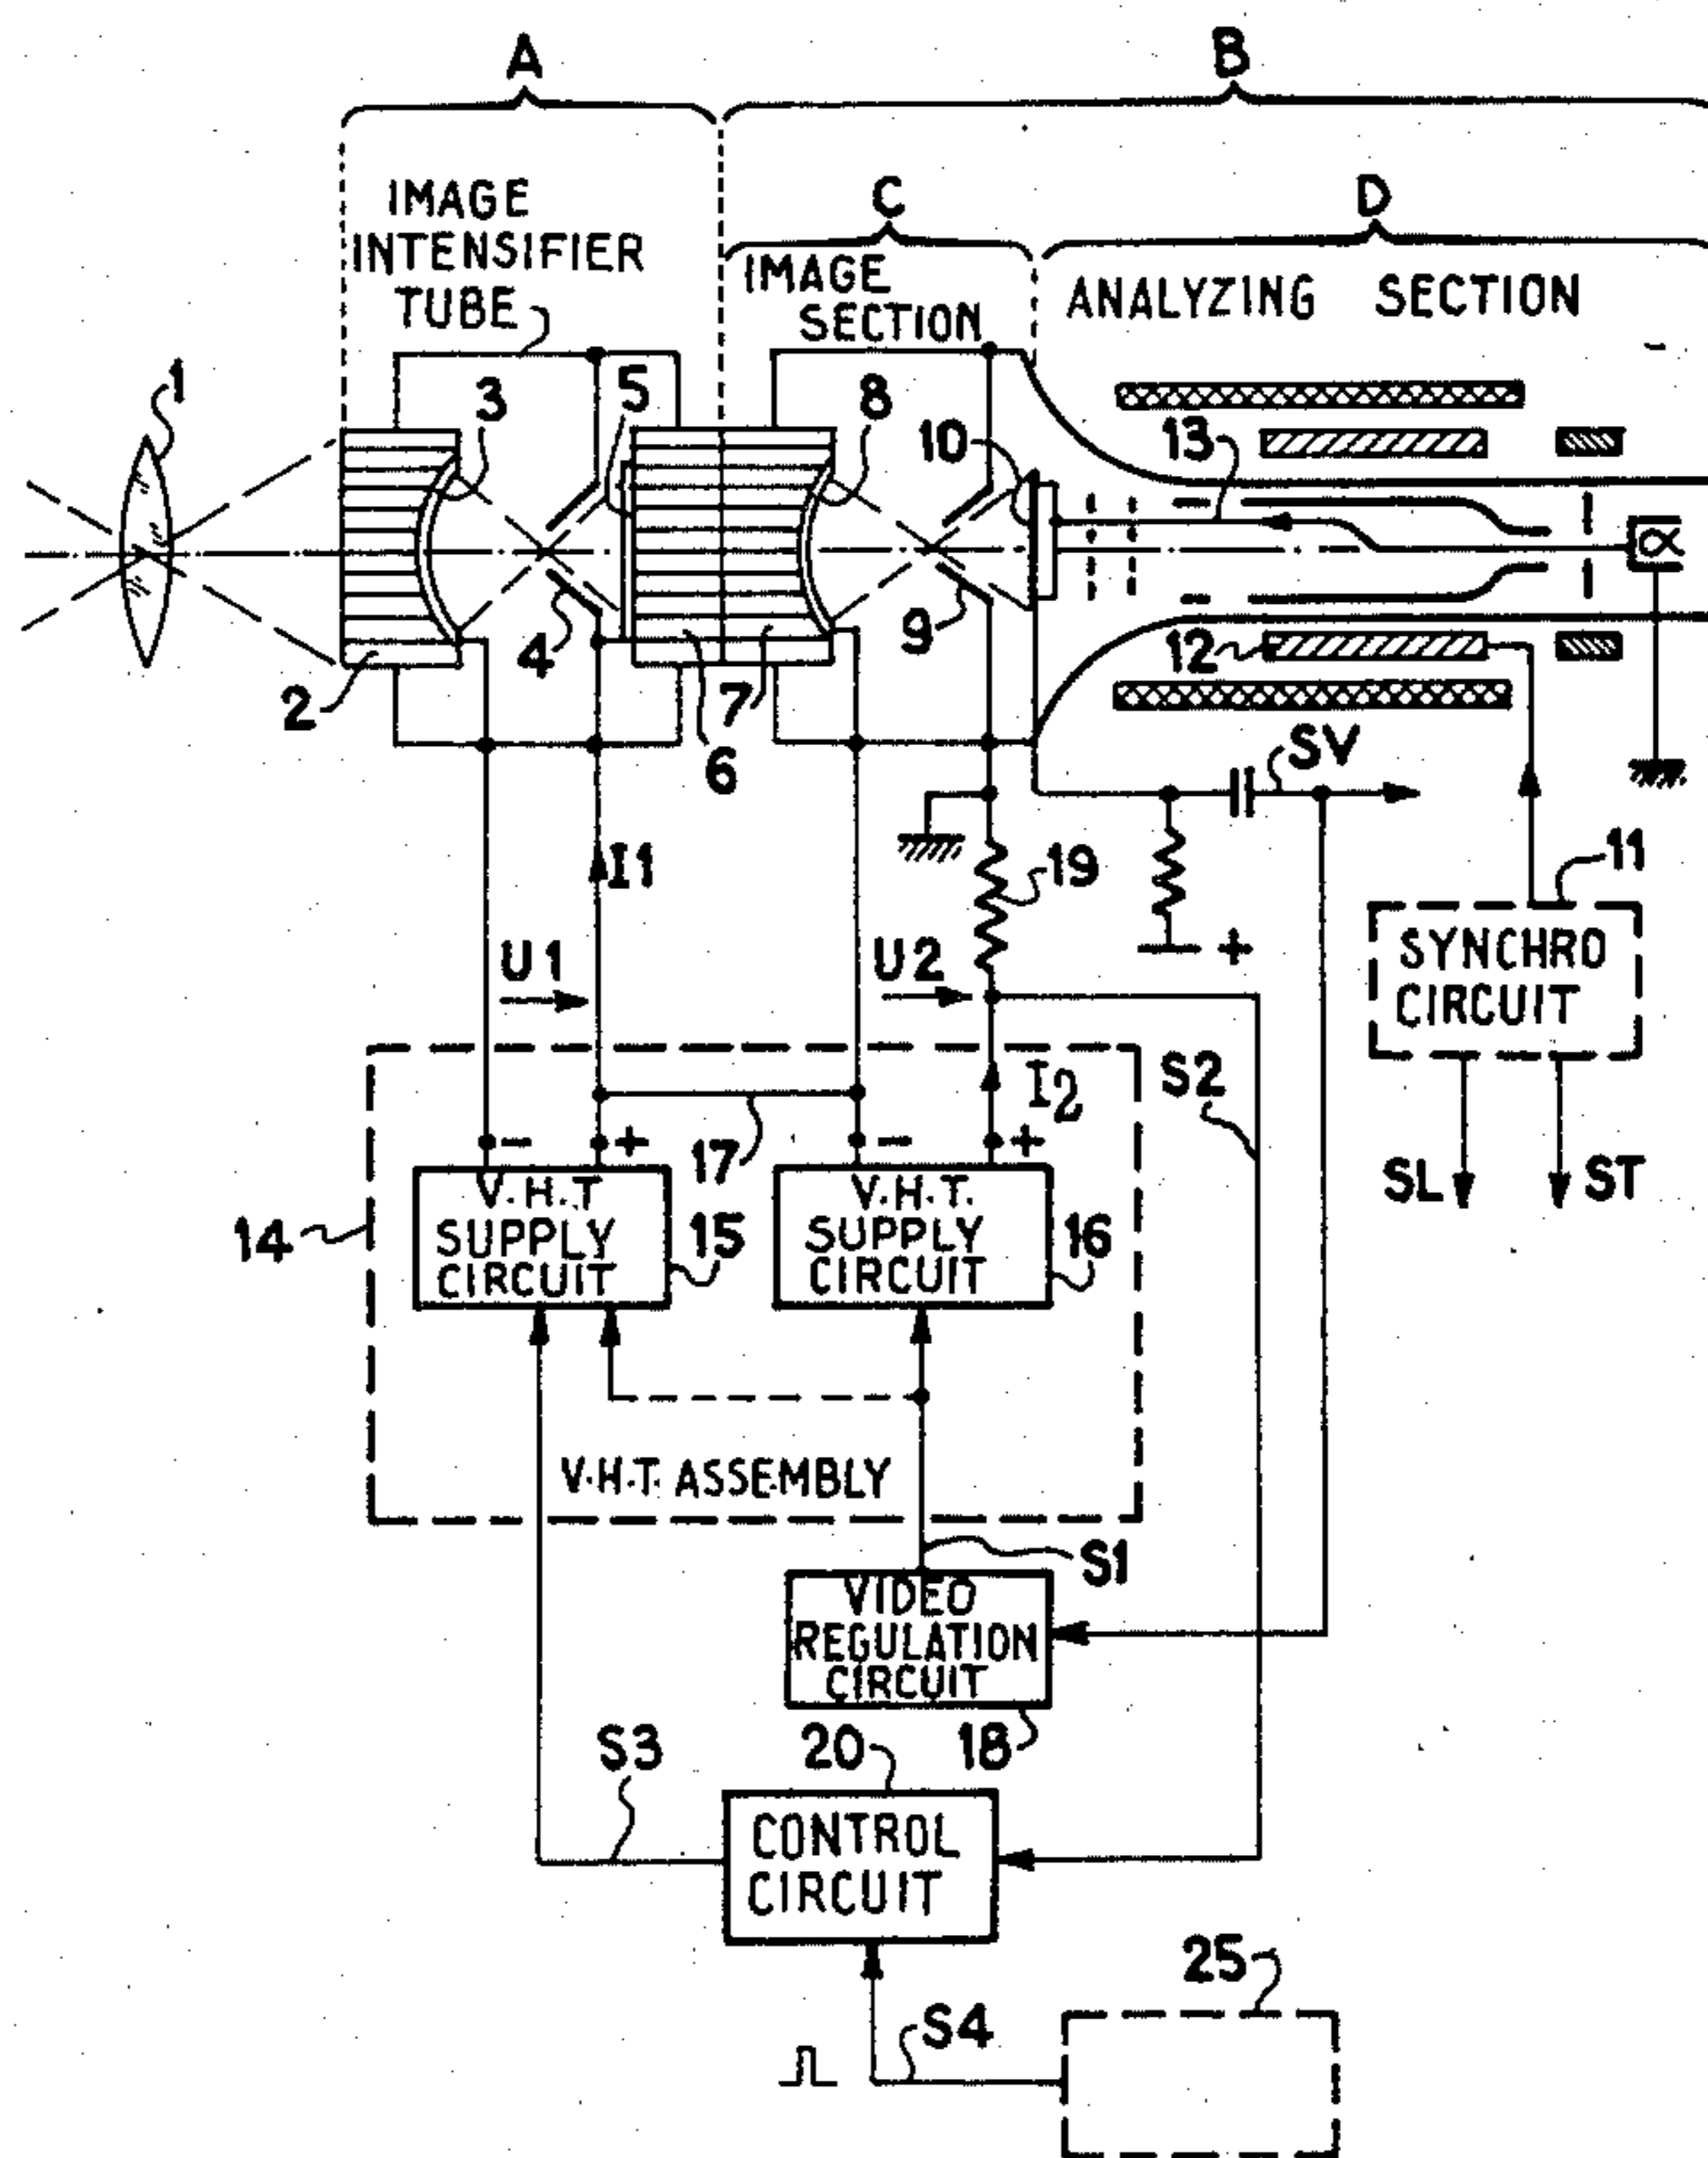 A
B
IMAGE
INTENSIFIER
TUBE
C
D
IMAGE
SECTION
ANALYZING SECTION
1
3
5
8
10
13
2
4
6
7
9
12
SV
I1
19
11
U1
U2
+
SYNCHRO
CIRCUIT
S2
I2
- +
17
- +
SL
ST
14
V.H.T
SUPPLY
CIRCUIT
15
V.H.T.
SUPPLY
CIRCUIT
16
V.H.T. ASSEMBLY
S1
VIDEO
REGULATION
CIRCUIT
18
S3
20
CONTROL
CIRCUIT
25
S4